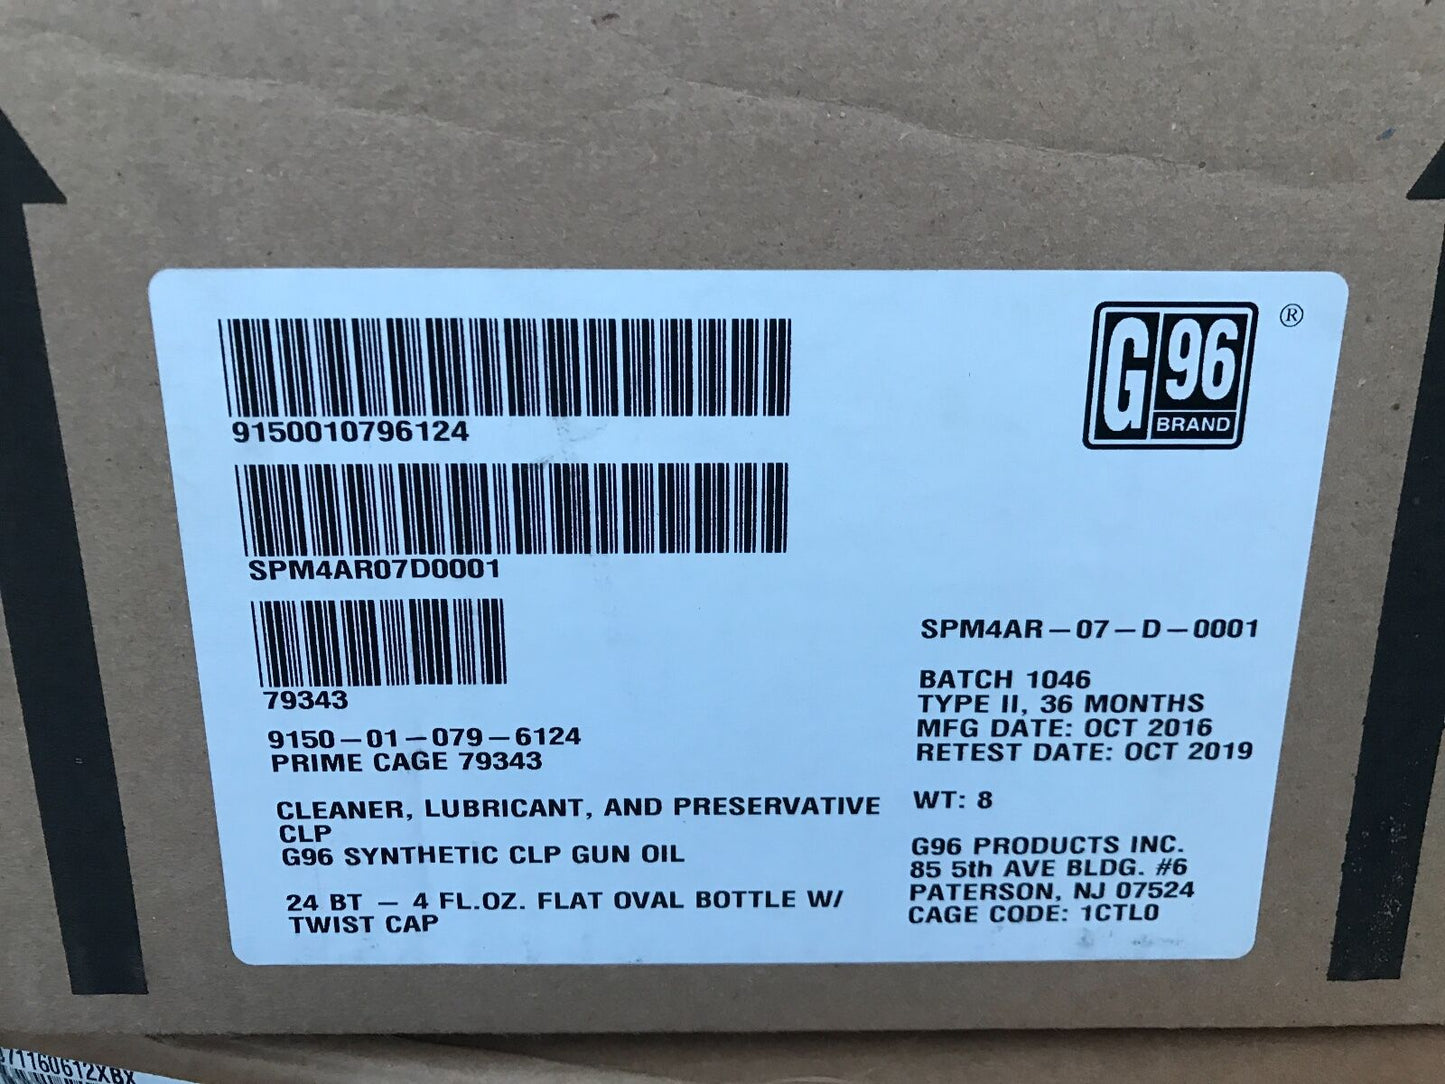 G 96
BRAND
®
9150010796124
SPM4AR07D0001
79343
9150-01-079-6124
PRIME CAGE 79343
CLEANER, LUBRICANT, AND PRESERVATIVE
CLP
G96 SYNTHETIC CLP GUN OIL
24 BT - 4 FL.OZ. FLAT OVAL BOTTLE W/
TWIST CAP
SPM4AR-07-D-0001
BATCH 1046
TYPE II, 36 MONTHS
MFG DATE: OCT 2016
RETEST DATE: OCT 2019
WT: 8
G96 PRODUCTS INC.
85 5th AVE BLDG. #6
PATERSON, NJ 07524
CAGE CODE: 1CTL0